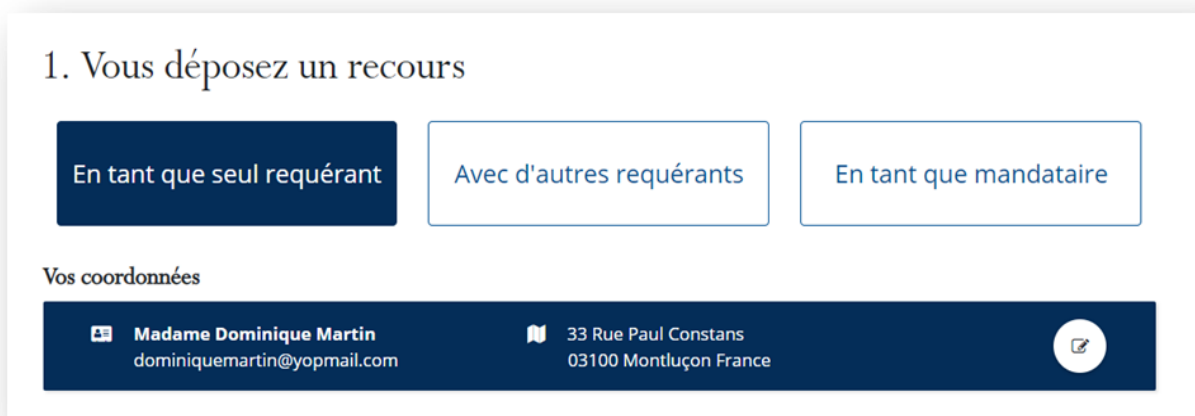 1. Vous déposez un recours
En tant que seul requérant
Avec d'autres requérants
En tant que mandataire
Vos coordonnées
Madame Dominique Martin
dominiquemartin@yopmail.com
33 Rue Paul Constans
03100 Montluçon France